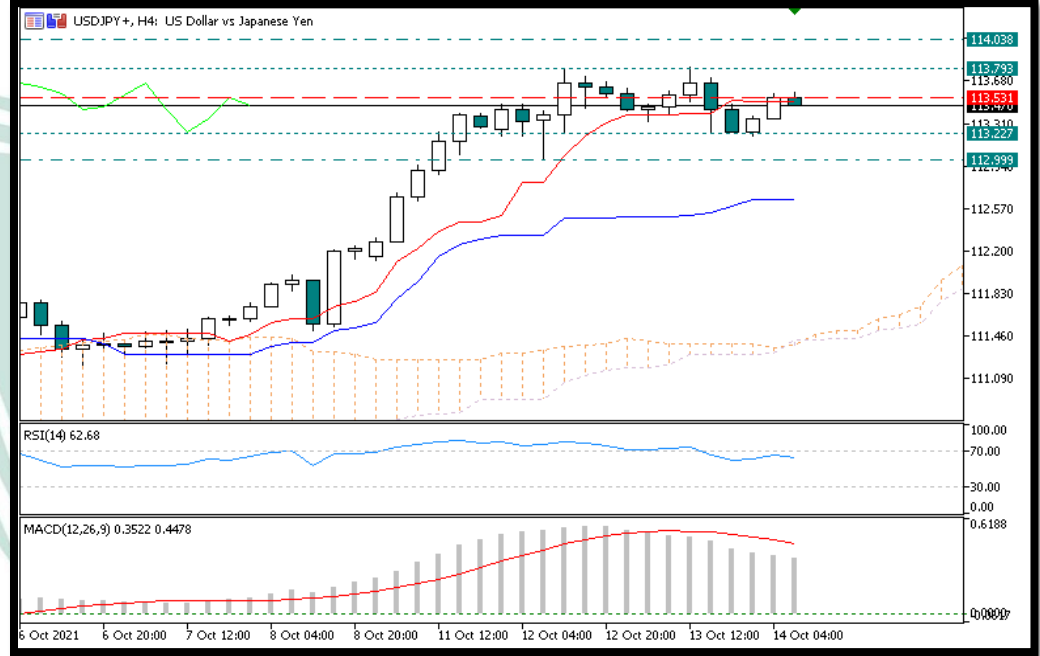 USDJPY+, H4: US Dollar vs Japanese Yen
114.038
113.793
113.680
113.531
113.310
113.227
112.999
112.570
112.200
111.830
111.460
111.090
RSI(14) 62.68
100.00
70.00
30.00
0.00
MACD(12,26,9) 0.3522 0.4478
0.6188
6 Oct 2021
6 Oct 20:00
7 Oct 12:00
8 Oct 04:00
8 Oct 20:00
11 Oct 12:00
12 Oct 04:00
12 Oct 20:00
13 Oct 12:00
14 Oct 04:00